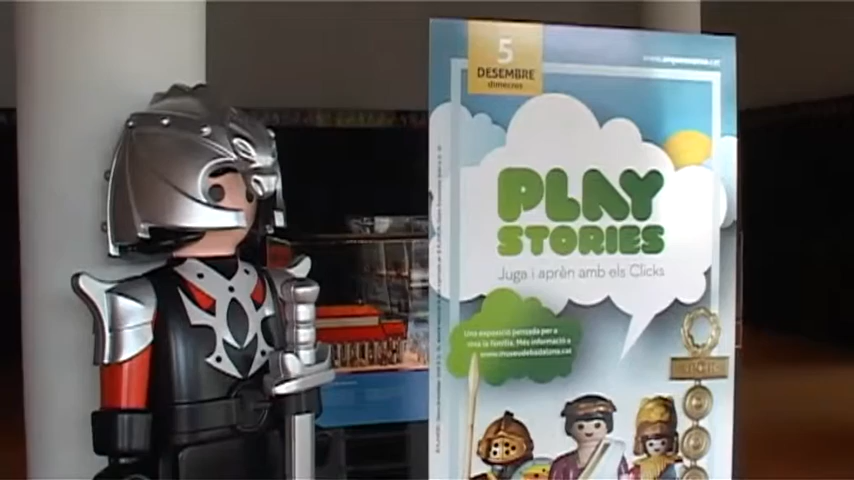 5
DESEMBRE
dimecres
PLAY
STORIES
Juga i aprèn amb els Clicks
Una exposició pensada per a
tota la família. Més informació a
www.museudebadalona.cat